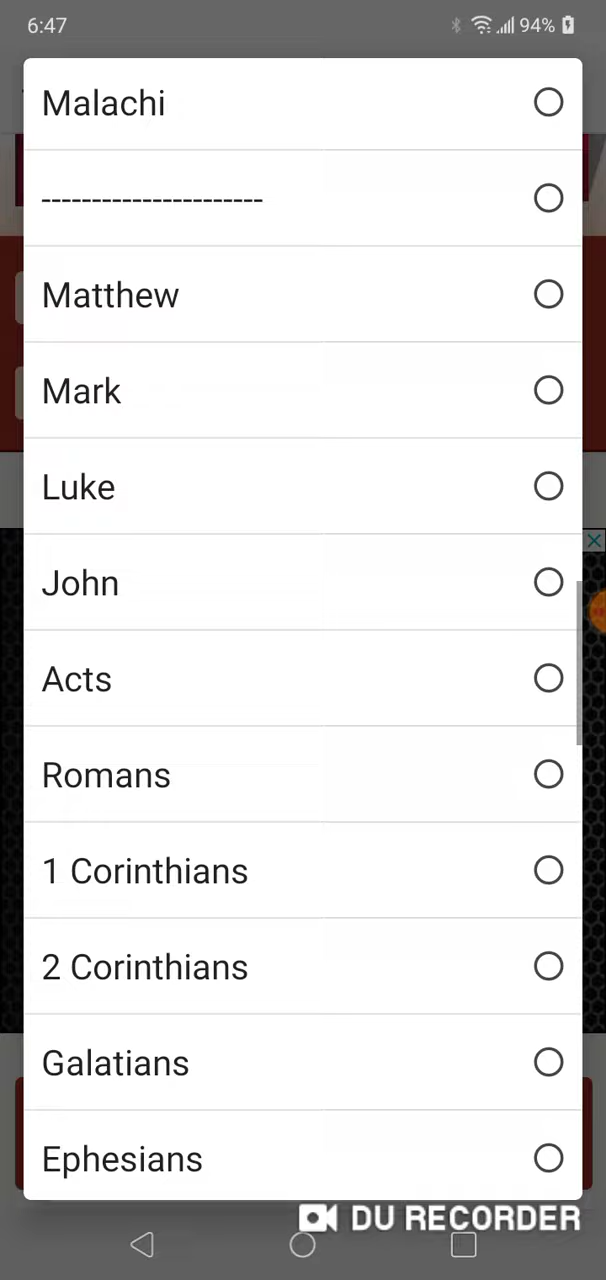 6:47
94%
Malachi
----------------------
Matthew
Mark
Luke
John
Acts
Romans
1 Corinthians
2 Corinthians
Galatians
Ephesians
DU RECORDER